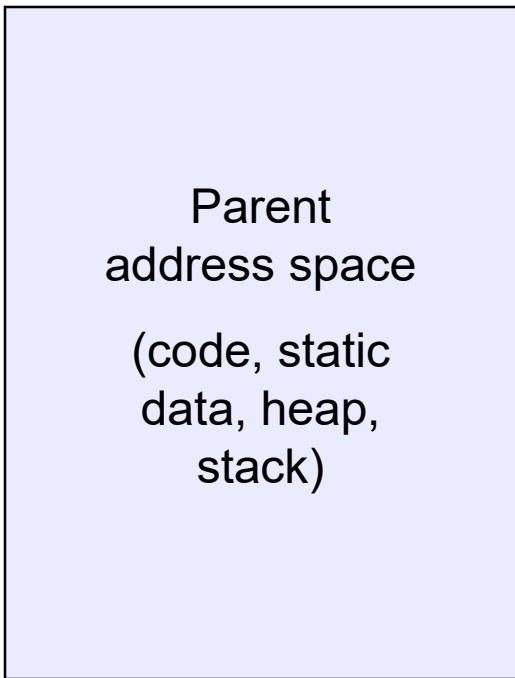 Parent
address space
(code, static
data, heap,
stack)